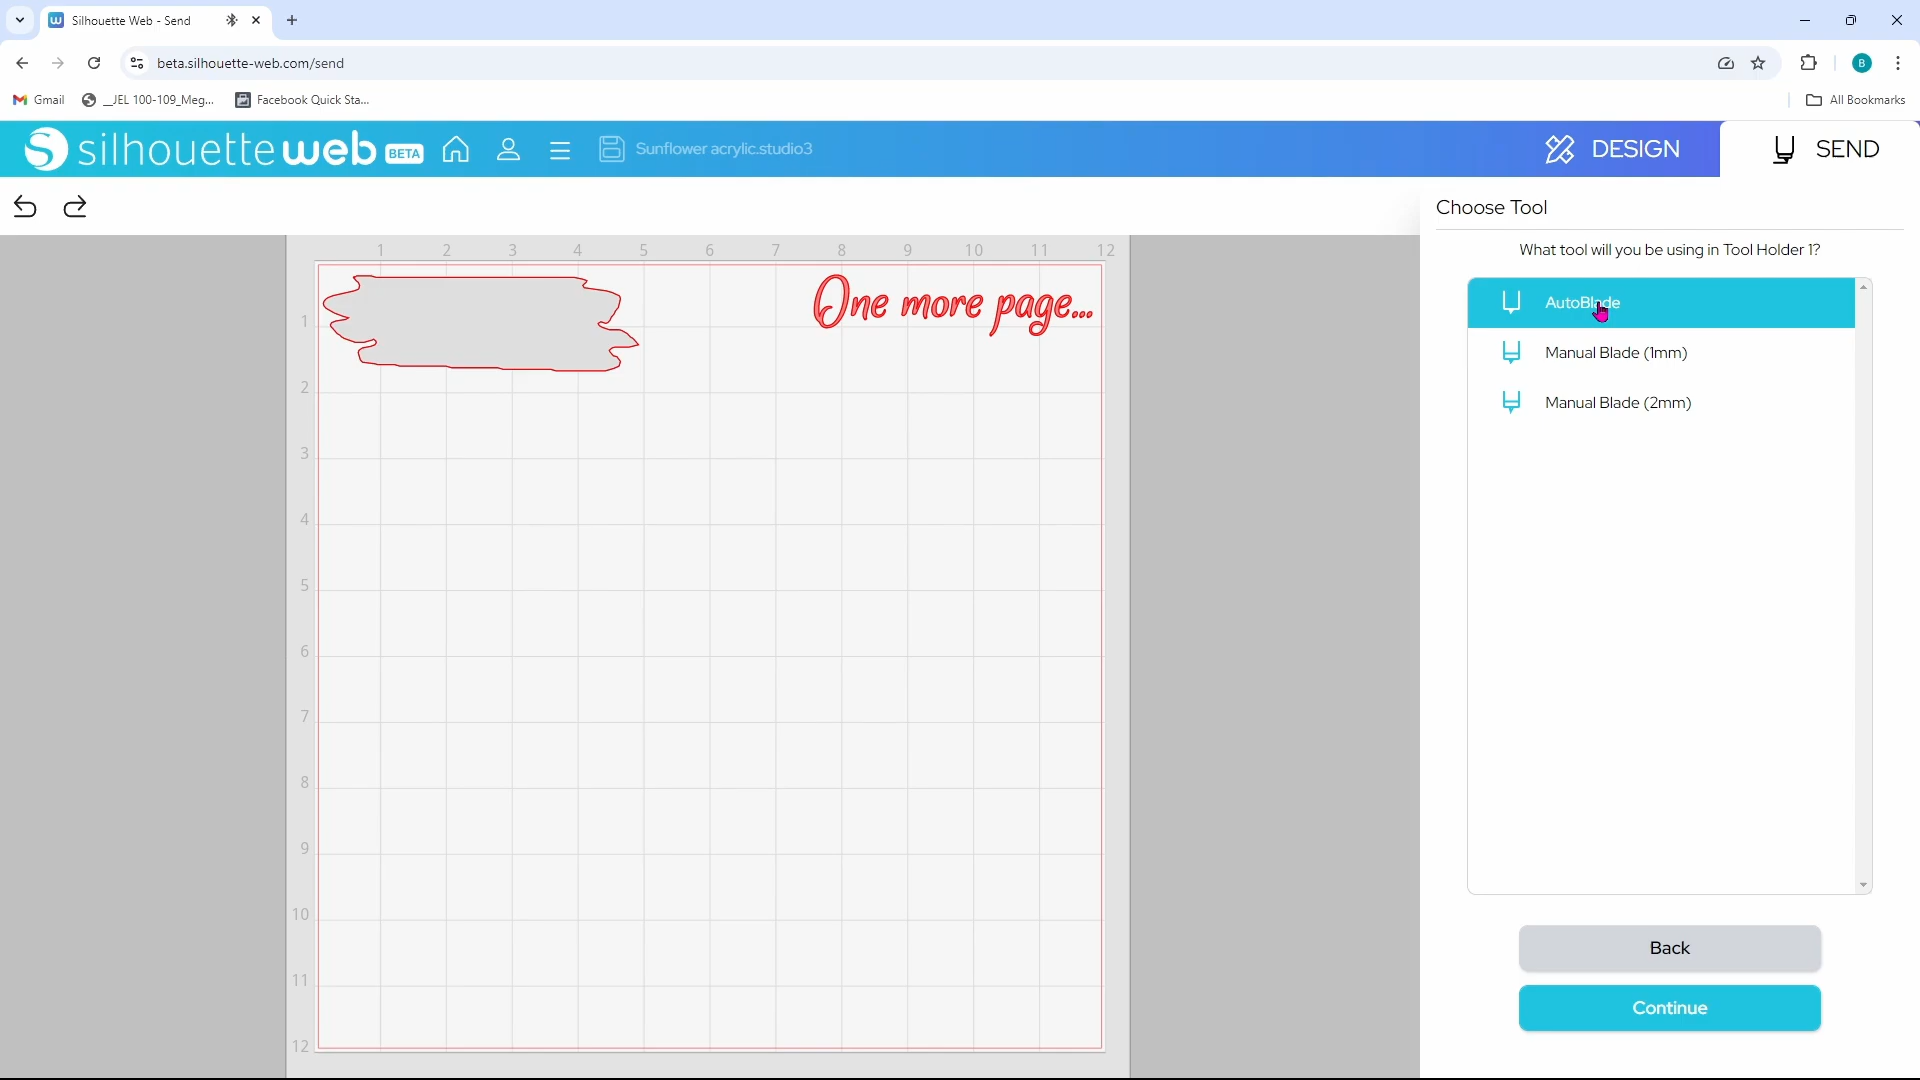 Silhouette Web - Send
beta.silhouette-web.com/send
B
Gmail
__JEL 100-109_Meg...
Facebook Quick Sta...
All Bookmarks
silhouetteweb BETA
Sunflower acrylic.studio3
DESIGN
SEND
Choose Tool
What tool will you be using in Tool Holder 1?
1 2 3 4 5 6 7 8 9 10 11 12
One more page...
1
2
3
4
5
6
7
8
9
10
11
12
AutoBlade
Manual Blade (1mm)
Manual Blade (2mm)
Back
Continue